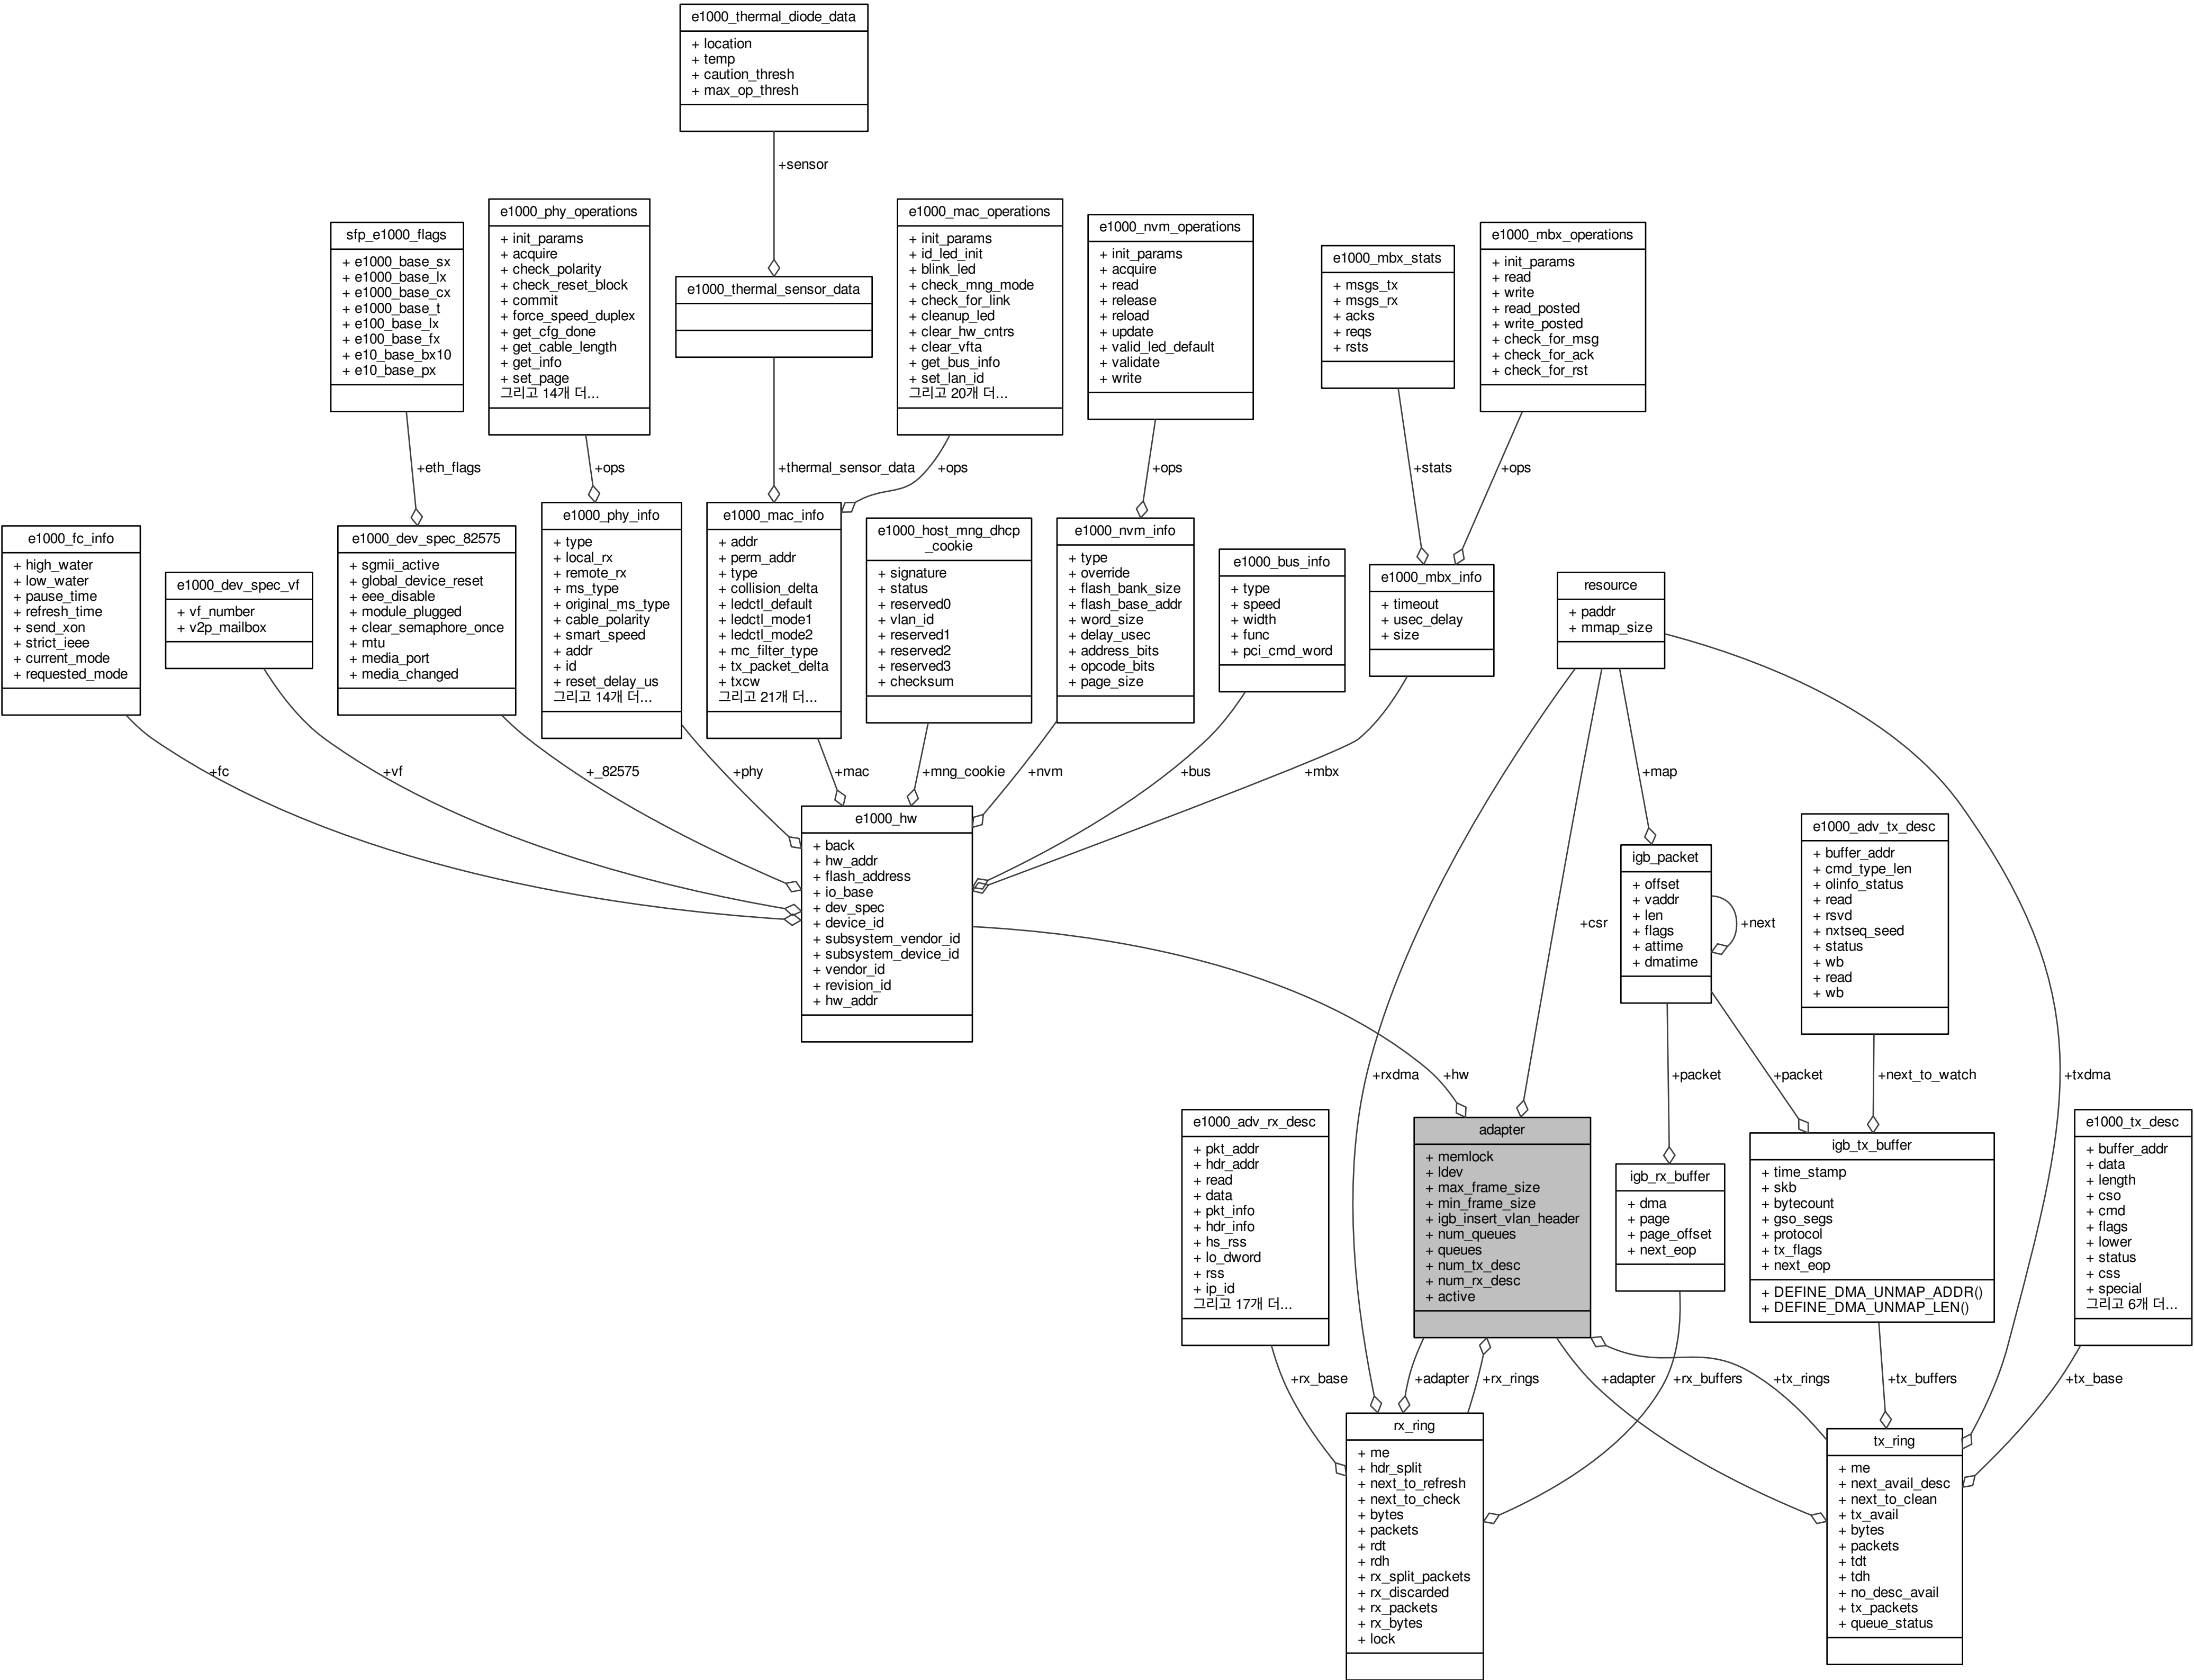 e1000_thermal_diode_data
+ location
+ temp
+ caution_thresh
+ max_op_thresh
+sensor
sfp_e1000_flags
+ e1000_base_sx
+ e1000_base_lx
+ e1000_base_cx
+ e1000_base_t
+ e100_base_lx
+ e100_base_fx
+ e10_base_bx10
+ e10_base_px
e1000_phy_operations
+ init_params
+ acquire
+ check_polarity
+ check_reset_block
+ commit
+ force_speed_duplex
+ get_cfg_done
+ get_cable_length
+ get_info
+ set_page
그리고 14개 더...
e1000_thermal_sensor_data
e1000_mac_operations
+ init_params
+ id_led_init
+ blink_led
+ check_mng_mode
+ check_for_link
+ cleanup_led
+ clear_hw_cntrs
+ clear_vfta
+ get_bus_info
+ set_lan_id
그리고 20개 더...
e1000_nvm_operations
+ init_params
+ acquire
+ read
+ release
+ reload
+ update
+ valid_led_default
+ validate
+ write
e1000_mbx_stats
+ msgs_tx
+ msgs_rx
+ acks
+ reqs
+ rsts
e1000_mbx_operations
+ init_params
+ read
+ write
+ read_posted
+ write_posted
+ check_for_msg
+ check_for_ack
+ check_for_rst
+eth_flags
+ops
+thermal_sensor_data
+ops
+ops
+stats
+ops
e1000_fc_info
+ high_water
+ low_water
+ pause_time
+ refresh_time
+ send_xon
+ strict_ieee
+ current_mode
+ requested_mode
e1000_dev_spec_vf
+ vf_number
+ v2p_mailbox
e1000_dev_spec_82575
+ sgmii_active
+ global_device_reset
+ eee_disable
+ module_plugged
+ clear_semaphore_once
+ mtu
+ media_port
+ media_changed
e1000_phy_info
+ type
+ local_rx
+ remote_rx
+ ms_type
+ original_ms_type
+ cable_polarity
+ smart_speed
+ addr
+ id
+ reset_delay_us
그리고 14개 더...
e1000_mac_info
+ addr
+ perm_addr
+ type
+ collision_delta
+ ledctl_default
+ ledctl_mode1
+ ledctl_mode2
+ mc_filter_type
+ tx_packet_delta
+ txcw
그리고 21개 더...
e1000_host_mng_dhcp
_cookie
+ signature
+ status
+ reserved0
+ vlan_id
+ reserved1
+ reserved2
+ reserved3
+ checksum
e1000_nvm_info
+ type
+ override
+ flash_bank_size
+ flash_base_addr
+ word_size
+ delay_usec
+ address_bits
+ opcode_bits
+ page_size
e1000_bus_info
+ type
+ speed
+ width
+ func
+ pci_cmd_word
e1000_mbx_info
+ timeout
+ usec_delay
+ size
resource
+ paddr
+ mmap_size
+fc
+vf
+_82575
+phy
+mac
+mng_cookie
+nvm
+bus
+mbx
+map
e1000_hw
+ back
+ hw_addr
+ flash_address
+ io_base
+ dev_spec
+ device_id
+ subsystem_vendor_id
+ subsystem_device_id
+ vendor_id
+ revision_id
+ hw_addr
+csr
igb_packet
+ offset
+ vaddr
+ len
+ flags
+ attime
+ dmatime
+next
e1000_adv_tx_desc
+ buffer_addr
+ cmd_type_len
+ olinfo_status
+ read
+ rsvd
+ nxtseq_seed
+ status
+ wb
+ read
+ wb
+rxdma
+hw
+packet
+packet
+next_to_watch
+txdma
e1000_adv_rx_desc
+ pkt_addr
+ hdr_addr
+ read
+ data
+ pkt_info
+ hdr_info
+ hs_rss
+ lo_dword
+ rss
+ ip_id
그리고 17개 더...
adapter
+ memlock
+ ldev
+ max_frame_size
+ min_frame_size
+ igb_insert_vlan_header
+ num_queues
+ queues
+ num_tx_desc
+ num_rx_desc
+ active
igb_rx_buffer
+ dma
+ page
+ page_offset
+ next_eop
igb_tx_buffer
+ time_stamp
+ skb
+ bytecount
+ gso_segs
+ protocol
+ tx_flags
+ next_eop
+ DEFINE_DMA_UNMAP_ADDR()
+ DEFINE_DMA_UNMAP_LEN()
e1000_tx_desc
+ buffer_addr
+ data
+ length
+ cso
+ cmd
+ flags
+ lower
+ status
+ css
+ special
그리고 6개 더...
+rx_base
+adapter
+rx_rings
+adapter
+rx_buffers
+tx_rings
+tx_buffers
+tx_base
rx_ring
+ me
+ hdr_split
+ next_to_refresh
+ next_to_check
+ bytes
+ packets
+ rdt
+ rdh
+ rx_split_packets
+ rx_discarded
+ rx_packets
+ rx_bytes
+ lock
tx_ring
+ me
+ next_avail_desc
+ next_to_clean
+ tx_avail
+ bytes
+ packets
+ tdt
+ tdh
+ no_desc_avail
+ tx_packets
+ queue_status